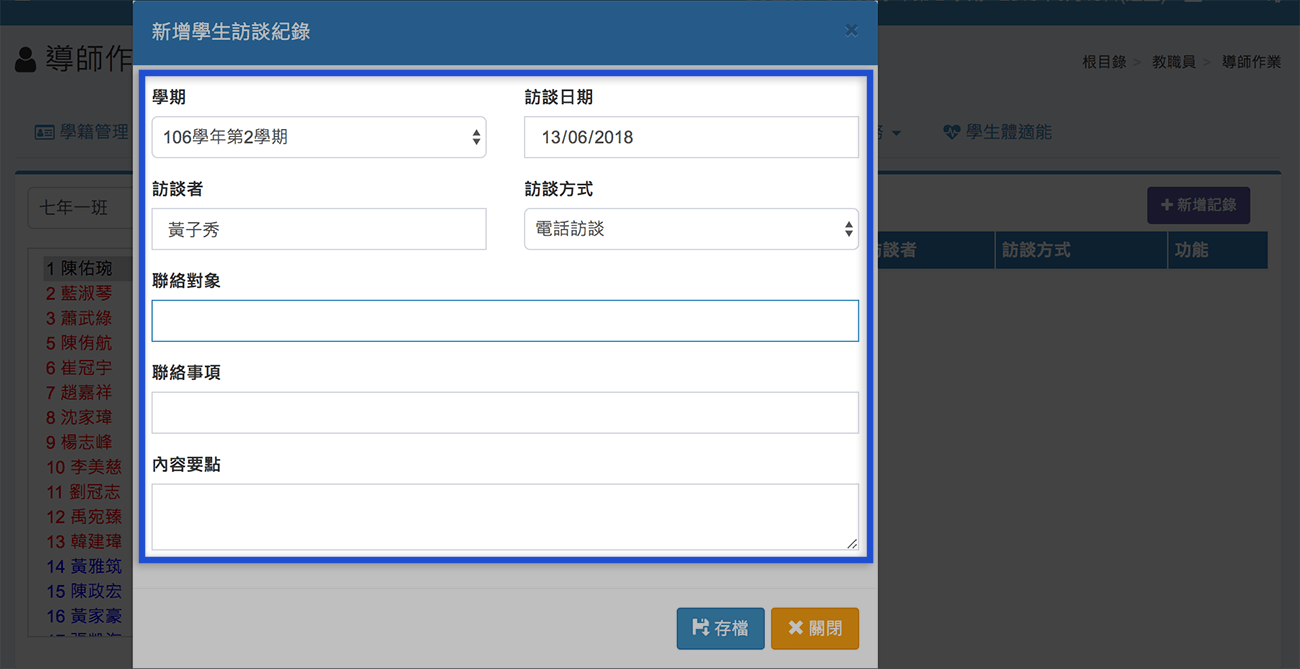 新增學生訪談紀錄
×
導師作
根目錄 > 教職員 > 導師作業
學籍管理
學生體適能
七年一班
新增記錄
訪談者 訪談方式 功能
1 陳佑琬
2 藍淑琴
3 蕭武綠
5 陳侑航
6 崔冠宇
7 趙嘉祥
8 沈家瑋
9 楊志峰
10 李美慈
11 劉冠志
12 禹宛臻
13 韓建瑋
14 黃雅筑
15 陳政宏
16 黃家豪
學期 訪談日期
106學年第2學期 13/06/2018
訪談者 訪談方式
黃子秀 電話訪談
聯絡對象
聯絡事項
內容要點
存檔 關閉